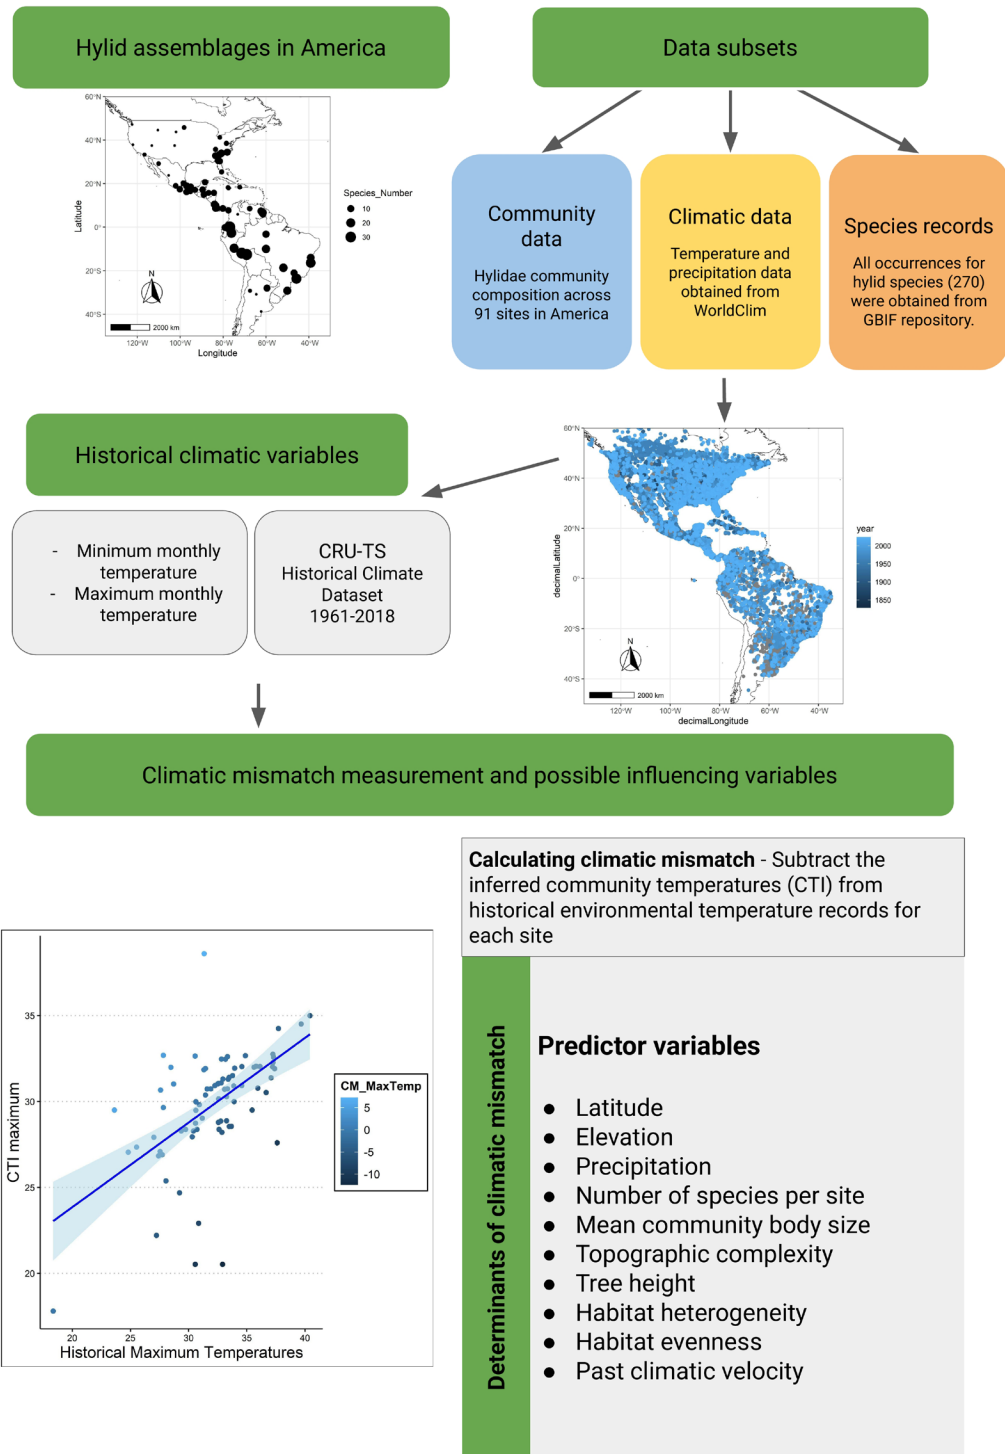 Hylid assemblages in America
Data subsets
60°N
40°N
20°N
0°
20°S
40°S
Latitude
120°W
100°W
80°W
60°W
40°W
Longitude
N
2000 km
Species_Number
10
20
30
Community
data
Hylidae community
composition across
91 sites in America
Climatic data
Temperature and
precipitation data
obtained from
WorldClim
Species records
All occurrences for
hylid species (270)
were obtained from
GBIF repository.
Historical climatic variables
- Minimum monthly
temperature
- Maximum monthly
temperature
CRU-TS
Historical Climate
Dataset
1961-2018
60°N
40°N
20°N
0°
20°S
40°S
decimalLatitude
120°W
100°W
80°W
60°W
40°W
decimalLongitude
N
2000 km
year
2000
1950
1900
1850
Climatic mismatch measurement and possible influencing variables
Calculating climatic mismatch - Subtract the
inferred community temperatures (CTI) from
historical environmental temperature records for
each site
35
30
25
20
CTI maximum
20
25
30
35
40
Historical Maximum Temperatures
CM_MaxTemp
5
0
-5
-10
Determinants of climatic mismatch
Predictor variables
● Latitude
● Elevation
● Precipitation
● Number of species per site
● Mean community body size
● Topographic complexity
● Tree height
● Habitat heterogeneity
● Habitat evenness
● Past climatic velocity